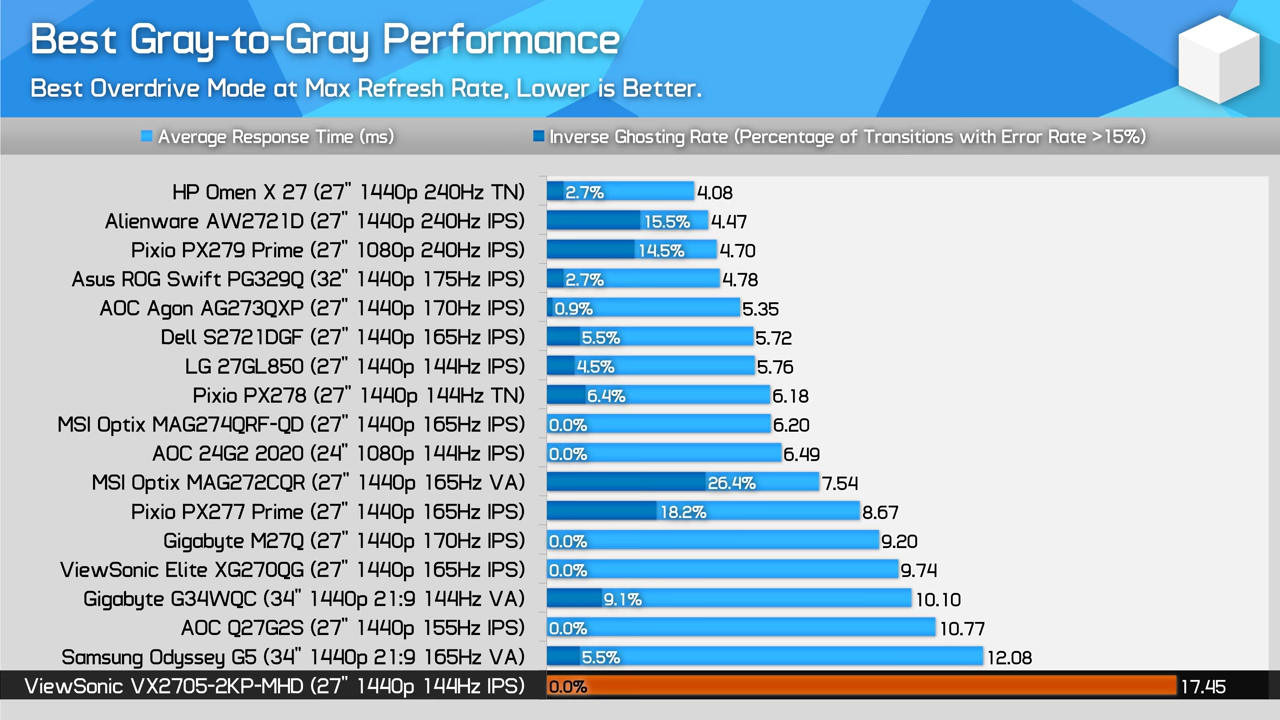 Best Gray-to-Gray Performance
Best Overdrive Mode at Max Refresh Rate, Lower is Better.
Average Response Time (ms) Inverse Ghosting Rate (Percentage of Transitions with Error Rate >15%)
HP Omen X 27 (27" 1440p 240Hz TN) 2.7% 4.08
Alienware AW2721D (27" 1440p 240Hz IPS) 15.5% 4.47
Pixio PX279 Prime (27" 1080p 240Hz IPS) 14.5% 4.70
Asus ROG Swift PG329Q (32" 1440p 175Hz IPS) 2.7% 4.78
AOC Agon AG273QXP (27" 1440p 170Hz IPS) 0.9% 5.35
Dell S2721DGF (27" 1440p 165Hz IPS) 5.5% 5.72
LG 27GL850 (27" 1440p 144Hz IPS) 4.5% 5.76
Pixio PX278 (27" 1440p 144Hz TN) 6.4% 6.18
MSI Optix MAG274QRF-QD (27" 1440p 165Hz IPS) 0.0% 6.20
AOC 24G2 2020 (24" 1080p 144Hz IPS) 0.0% 6.49
MSI Optix MAG272CQR (27" 1440p 165Hz VA) 26.4% 7.54
Pixio PX277 Prime (27" 1440p 165Hz IPS) 18.2% 8.67
Gigabyte M27Q (27" 1440p 170Hz IPS) 0.0% 9.20
ViewSonic Elite XG270QG (27" 1440p 165Hz IPS) 0.0% 9.74
Gigabyte G34WQC (34" 1440p 21:9 144Hz VA) 9.1% 10.10
AOC Q27G2S (27" 1440p 155Hz IPS) 0.0% 10.77
Samsung Odyssey G5 (34" 1440p 21:9 165Hz VA) 5.5% 12.08
ViewSonic VX2705-2KP-MHD (27" 1440p 144Hz IPS) 0.0% 17.45